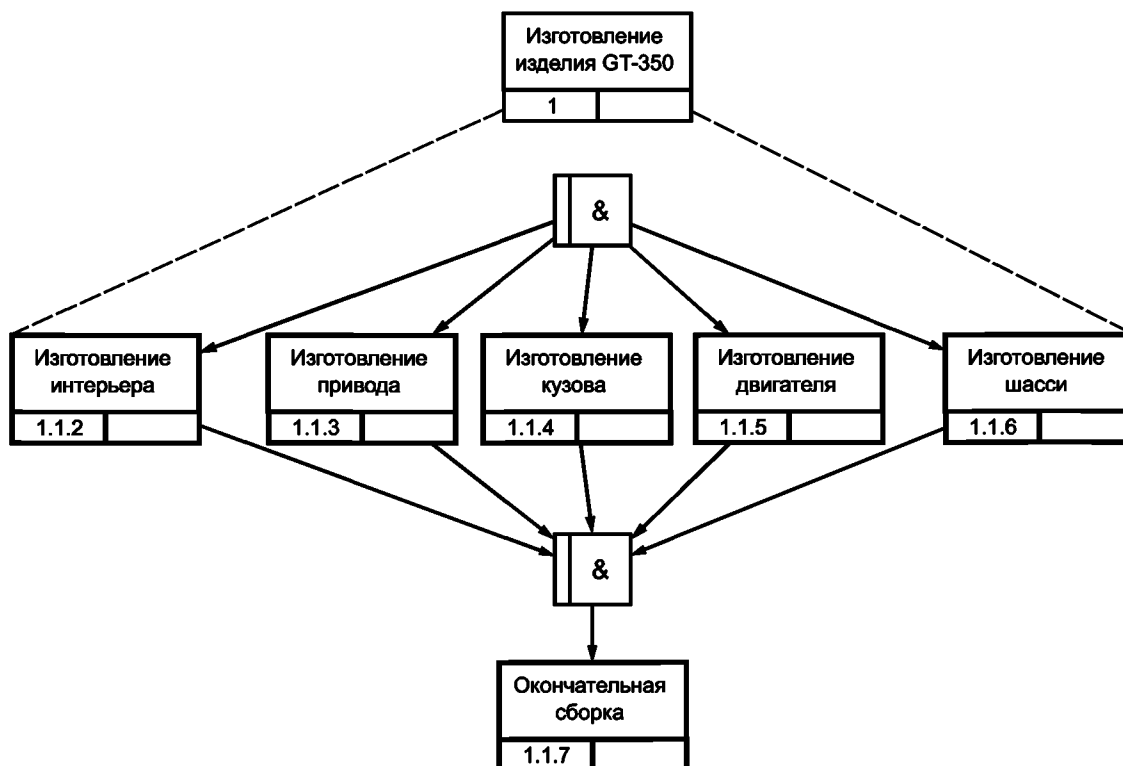 Изготовление
изделия GT-350
1
&
Изготовление
интерьера
1.1.2
Изготовление
привода
1.1.3
Изготовление
кузова
1.1.4
Изготовление
двигателя
1.1.5
Изготовление
шасси
1.1.6
&
Окончательная
сборка
1.1.7